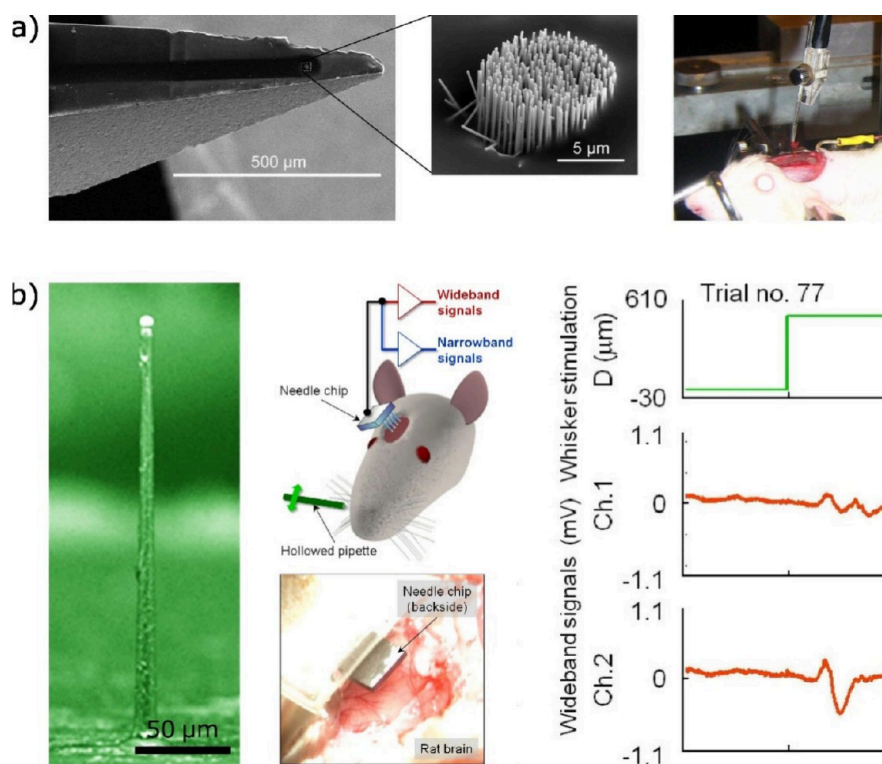 a)
500 μm
5 μm
b)
50 μm
Wideband
signals
Narrowband
signals
Needle chip
Hollowed pipette
Needle chip
(backside)
Rat brain
Trial no. 77
Whisker stimulation
D (μm)
610
-30
Wideband signals (mV)
Ch.1
1.1
0
-1.1
Ch.2
1.1
0
-1.1